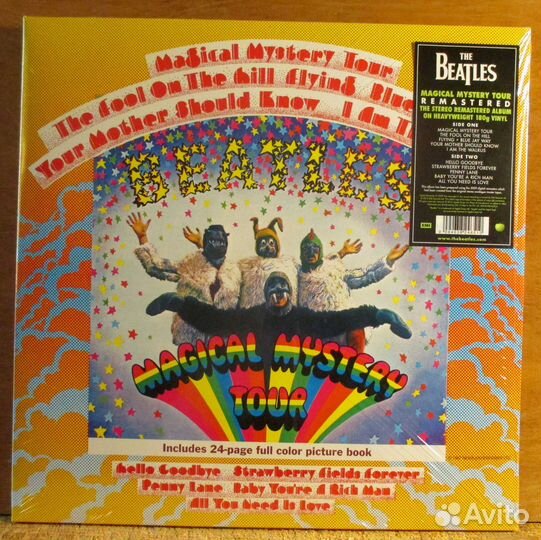 Magical Mystery Tour
The Fool On The Hill Flying Blue
Your Mother Should Know I Am Th
BEATLES
MAGICAL MYSTERY
TOUR
Includes 24-page full color picture book
Hello Goodbye Strawberry Fields Forever
Penny Lane Baby You're A Rich Man
All You Need Is Love
THE
BEATLES
MAGICAL MYSTERY TOUR
REMASTERED
THE STEREO REMASTERED ALBUM
ON HEAVYWEIGHT 180g VINYL
SIDE ONE
MAGICAL MYSTERY TOUR
THE FOOL ON THE HILL
FLYING • BLUE JAY WAY
YOUR MOTHER SHOULD KNOW
I AM THE WALRUS
SIDE TWO
HELLO GOODBYE
STRAWBERRY FIELDS FOREVER
PENNY LANE
BABY YOU'RE A RICH MAN
ALL YOU NEED IS LOVE
EMI
www.thebeatles.com
Avito